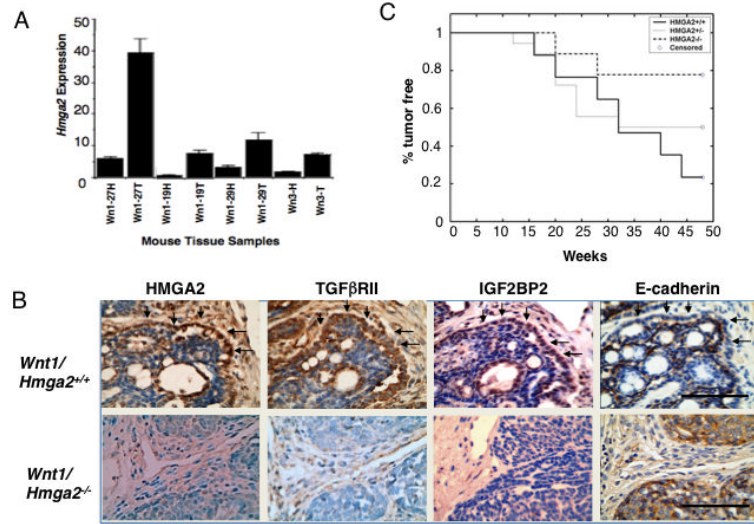 A
Hmga2 Expression
50
40
30
20
10
0
Wn1-27H
Wn1-27T
Wn1-19H
Wn1-19T
Wn1-29H
Wn1-29T
Wn3-H
Wn3-T
Mouse Tissue Samples
C
% tumor free
1
0.8
0.6
0.4
0.2
0 5 10 15 20 25 30 35 40 45 50
Weeks
HMGA2+/+
HMGA2+/-
HMGA2-/-
Censored
B
HMGA2 TGFβRII IGF2BP2 E-cadherin
Wnt1/
Hmga2+/+
Wnt1/
Hmga2-/-